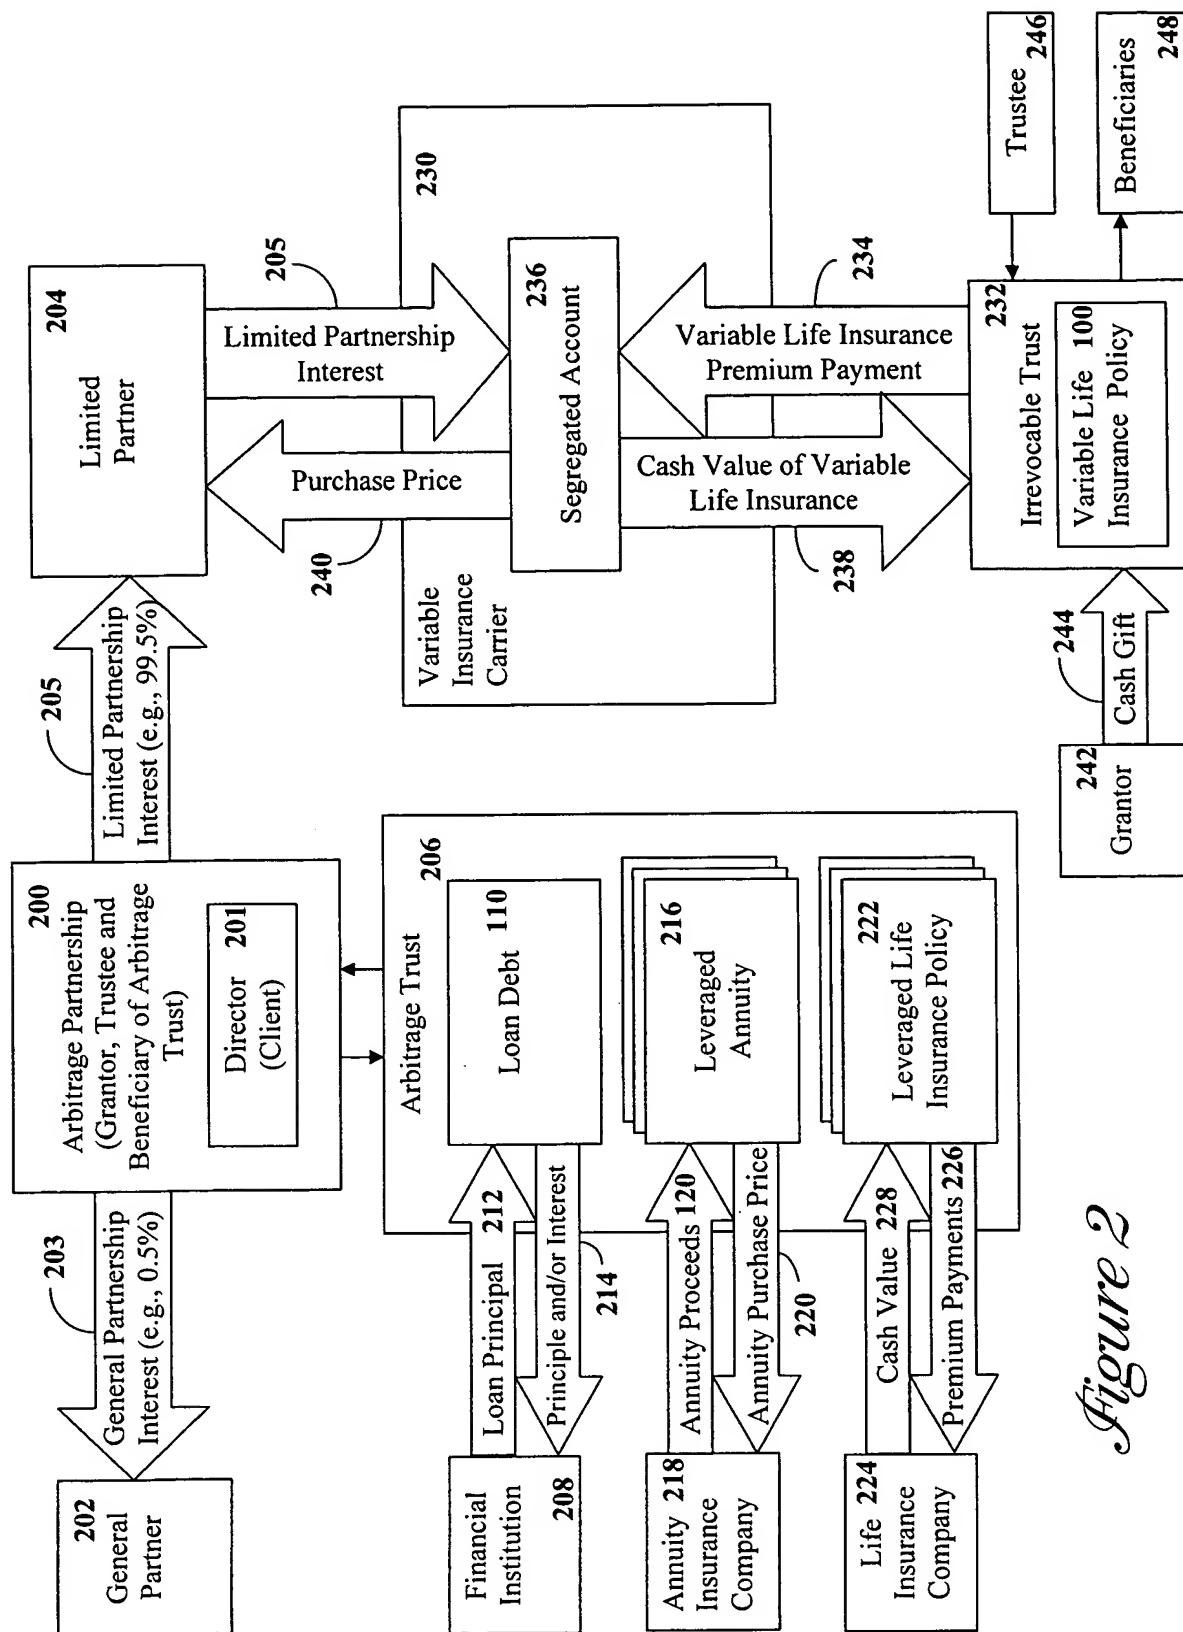 202
General
Partner
203
General Partnership
Interest (e.g., 0.5%)
200
Arbitrage Partnership
(Grantor, Trustee and
Beneficiary of Arbitrage
Trust)
201
Director
(Client)
205
Limited Partnership
Interest (e.g., 99.5%)
204
Limited
Partner
Financial
Institution
208
Loan Principal 212
Principle and/or Interest
214
Arbitrage Trust
206
110
Loan Debt
Annuity 218
Insurance
Company
Annuity Proceeds 120
Annuity Purchase Price
220
216
Leveraged
Annuity
Life 224
Insurance
Company
Cash Value 228
Premium Payments 226
222
Leveraged Life
Insurance Policy
240
Purchase Price
205
Limited Partnership
Interest
230
Variable
Insurance
Carrier
236
Segregated Account
238
Cash Value of Variable
Life Insurance
234
Variable Life Insurance
Premium Payment
242
Grantor
244
Cash Gift
Irrevocable Trust
232
Variable Life 100
Insurance Policy
Trustee
246
Beneficiaries
248
Figure 2